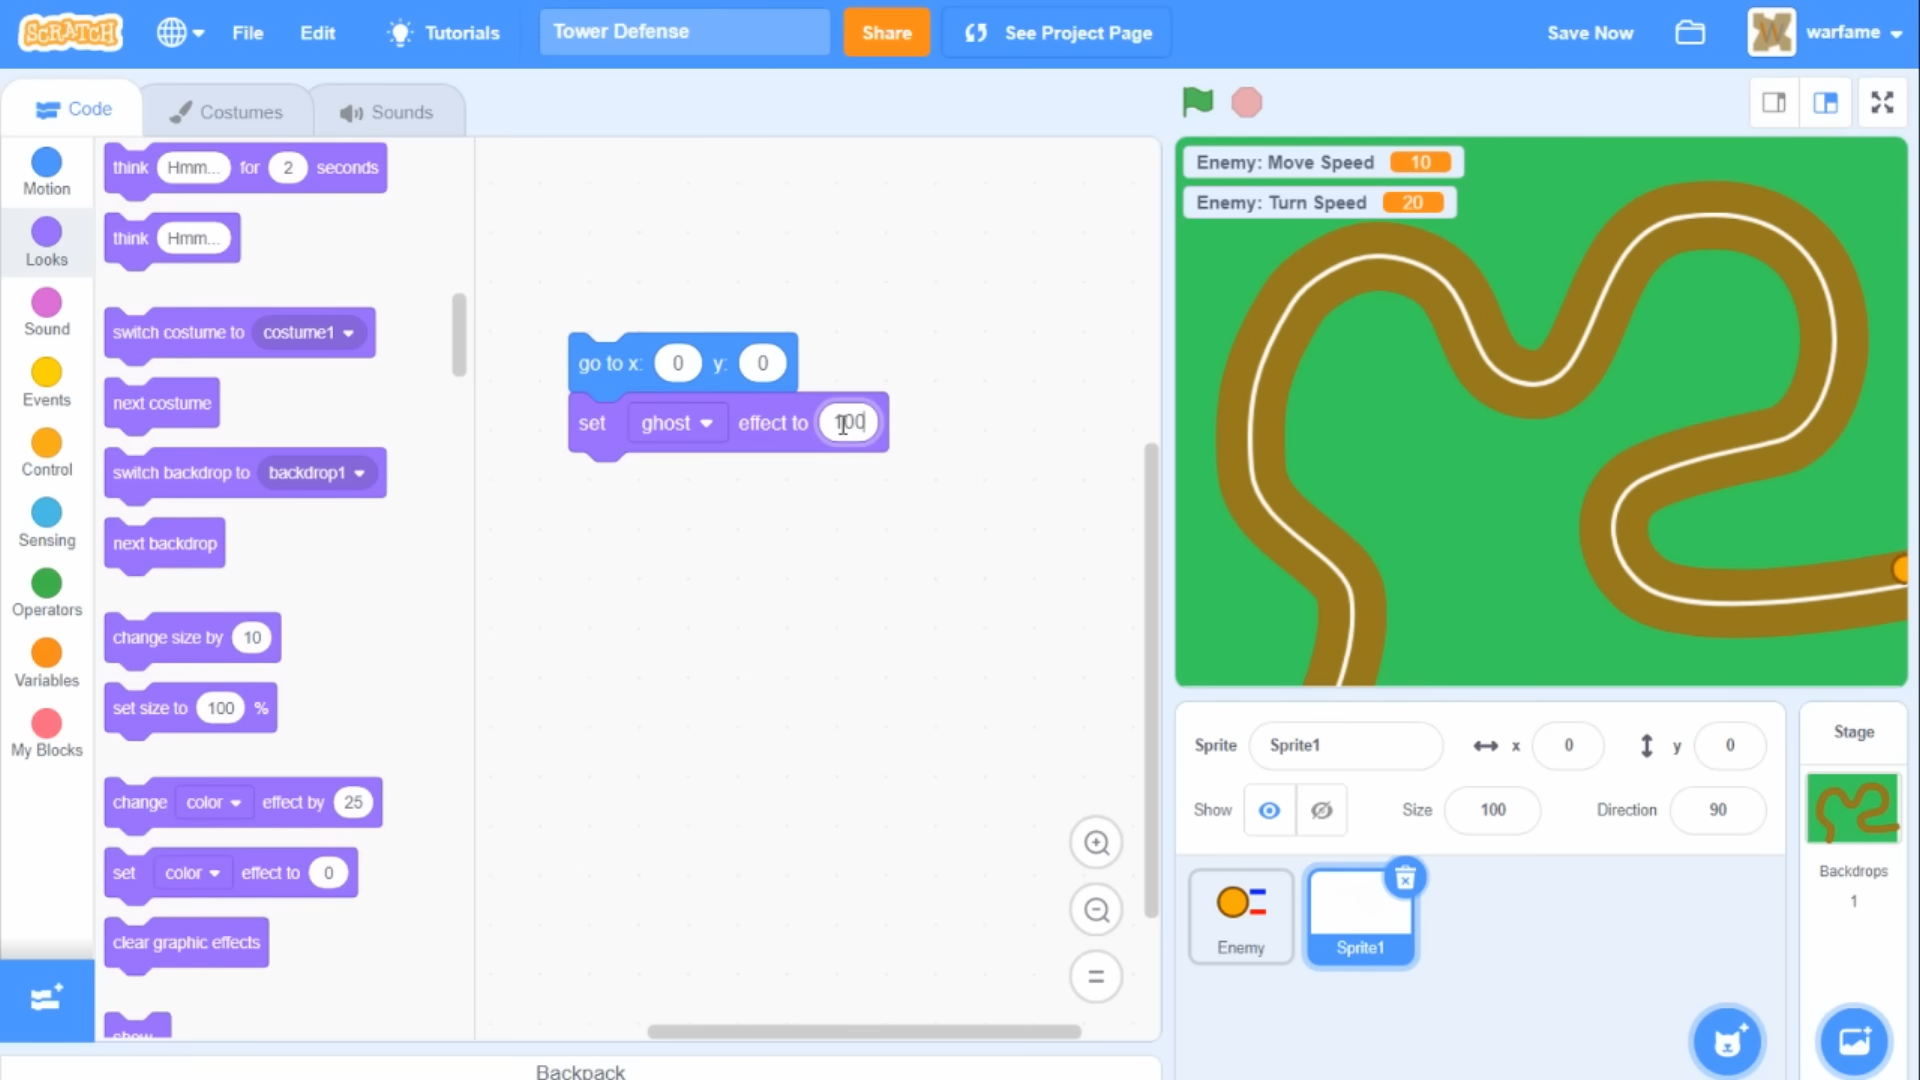 SCRATCH File Edit Tutorials Tower Defense Share See Project Page Save Now warfame
Code Costumes Sounds
Motion
Looks
Sound
Events
Control
Sensing
Operators
Variables
My Blocks
think Hmm... for 2 seconds
think Hmm...
switch costume to costume1
next costume
switch backdrop to backdrop1
next backdrop
change size by 10
set size to 100 %
change color effect by 25
set color effect to 0
clear graphic effects
show
go to x: 0 y: 0
set ghost effect to 100
=
Backpack
Enemy: Move Speed 10
Enemy: Turn Speed 20
Sprite Sprite1 x 0 y 0
Show Size 100 Direction 90
Enemy
Sprite1
Stage
Backdrops
1